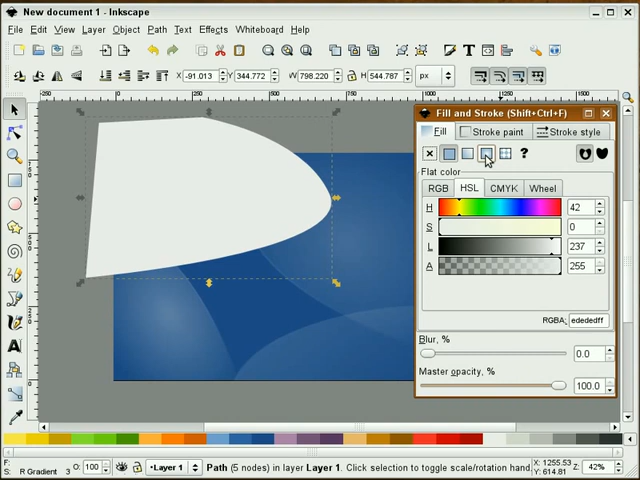 New document 1 - Inkscape
File Edit View Layer Object Path Text Effects Whiteboard Help
X -91.013 Y 344.772 W 798.220 H 544.787 px
Fill and Stroke (Shift+Ctrl+F)
Fill Stroke paint Stroke style
?
Flat color
RGB HSL CMYK Wheel
H 42
S 0
L 237
A 255
RGBA: edededff
Blur, %
0.0
Master opacity, %
100.0
F:
S: R Gradient 3 O: 100 •Layer 1 Path (5 nodes) in layer Layer 1. Click selection to toggle scale/rotation hand. X: 1255.53 Y: 614.81 Z: 42%